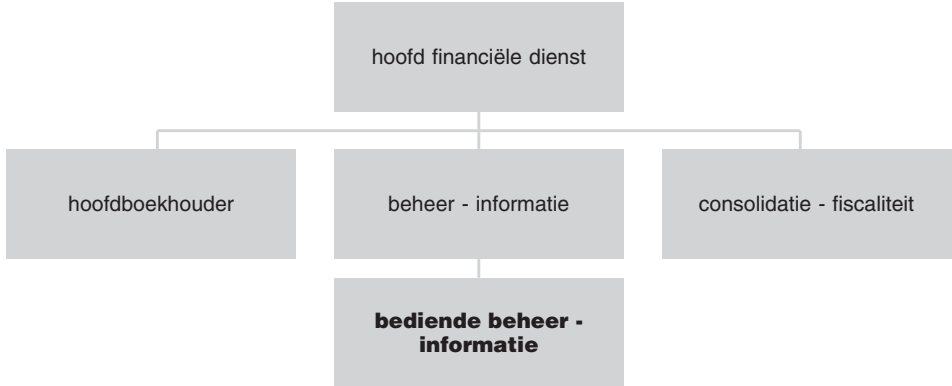 hoofd financiële dienst
hoofdboekhouder
beheer - informatie
consolidatie - fiscaliteit
bediende beheer -
informatie